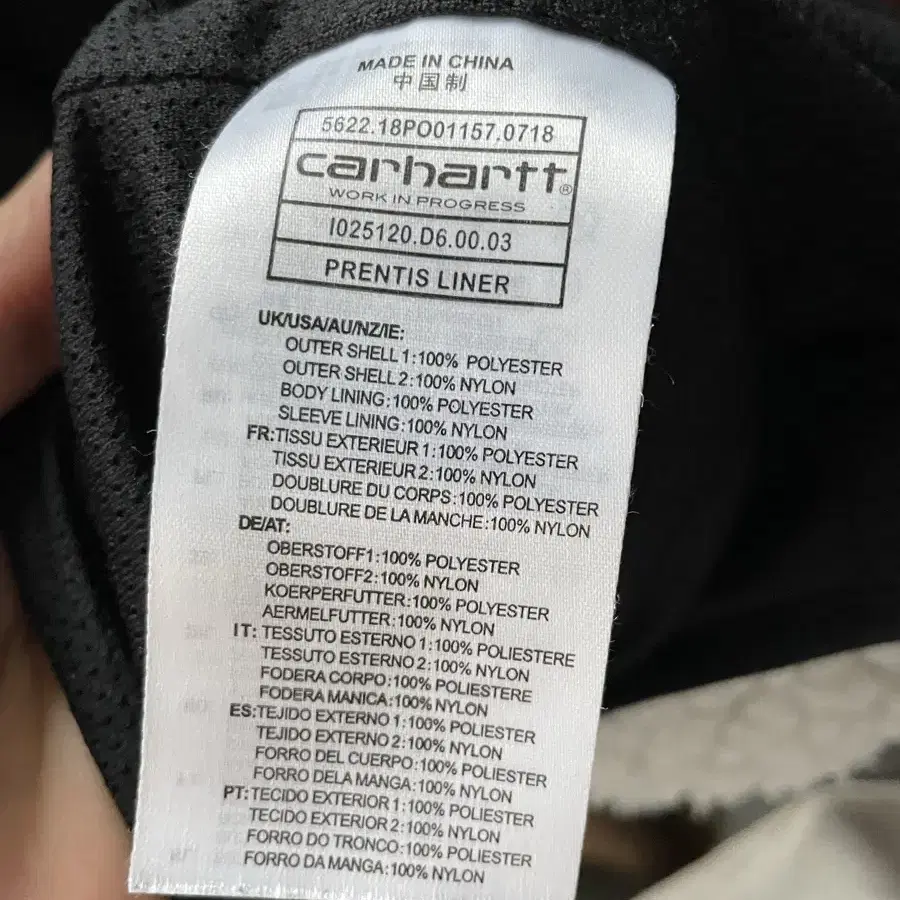 MADE IN CHINA
中国制
5622.18PO01157.0718
carhartt®
WORK IN PROGRESS
I025120.D6.00.03
PRENTIS LINER
UK/USA/AU/NZ/IE:
OUTER SHELL 1:100% POLYESTER
OUTER SHELL 2:100% NYLON
BODY LINING:100% POLYESTER
SLEEVE LINING:100% NYLON
FR:TISSU EXTERIEUR 1:100% POLYESTER
TISSU EXTERIEUR 2:100% NYLON
DOUBLURE DU CORPS:100% POLYESTER
DOUBLURE DE LA MANCHE:100% NYLON
DE/AT:
OBERSTOFF1:100% POLYESTER
OBERSTOFF2:100% NYLON
KOERPERFUTTER:100% POLYESTER
AERMELFUTTER:100% NYLON
IT: TESSUTO ESTERNO 1:100% POLIESTERE
TESSUTO ESTERNO 2:100% NYLON
FODERA CORPO:100% POLIESTERE
FODERA MANICA:100% NYLON
ES:TEJIDO EXTERNO 1:100% POLIESTER
TEJIDO EXTERNO 2:100% NYLON
FORRO DEL CUERPO:100% POLIESTER
FORRO DELA MANGA:100% NYLON
PT:TECIDO EXTERIOR 1:100% POLIESTER
TECIDO EXTERIOR 2:100% NYLON
FORRO DO TRONCO:100% POLIESTER
FORRO DA MANGA:100% NYLON